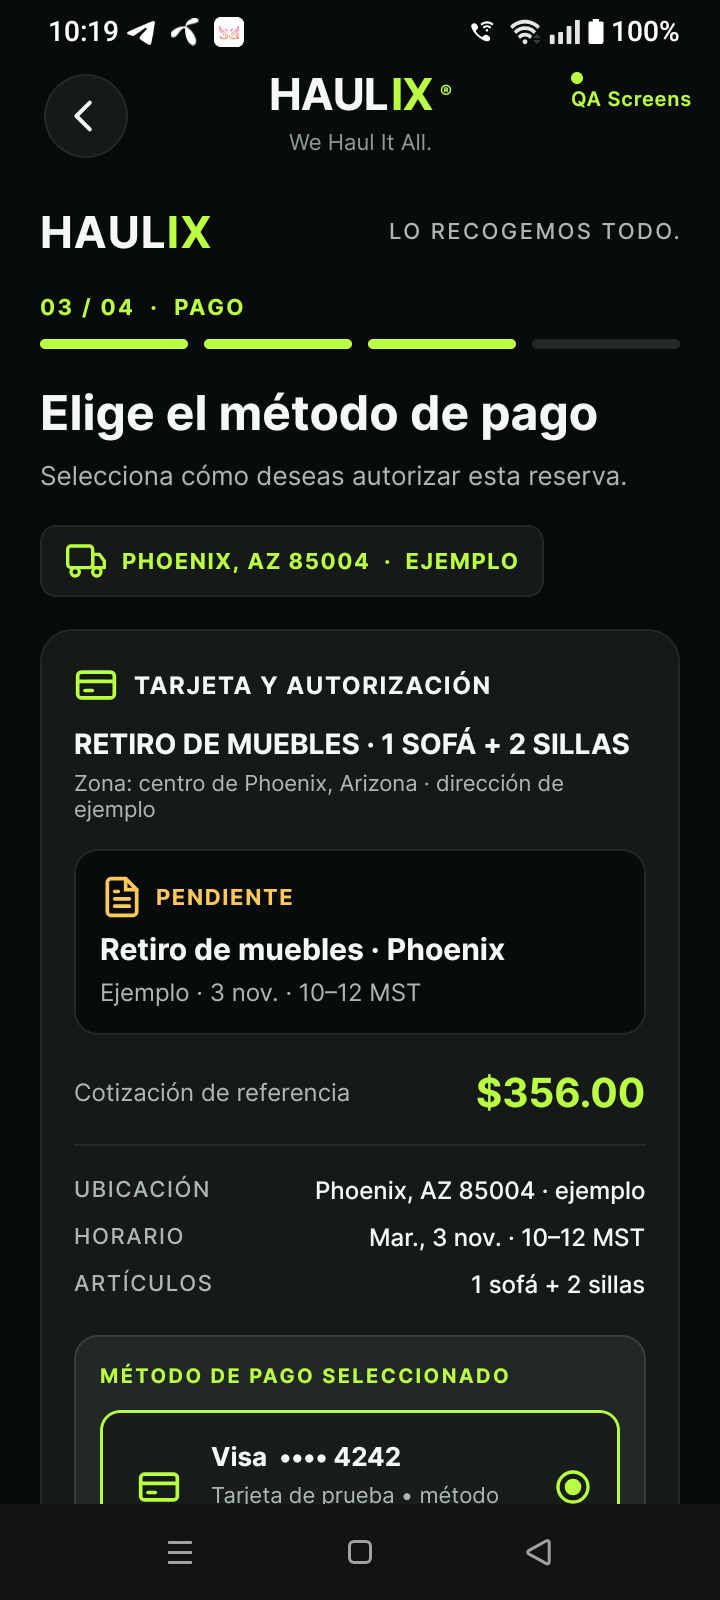 10:19
100%
HAULIX ®
QA Screens
We Haul It All.
HAULIX
LO RECOGEMOS TODO.
03 / 04 · PAGO
Elige el método de pago
Selecciona cómo deseas autorizar esta reserva.
PHOENIX, AZ 85004 · EJEMPLO
TARJETA Y AUTORIZACIÓN
RETIRO DE MUEBLES · 1 SOFÁ + 2 SILLAS
Zona: centro de Phoenix, Arizona · dirección de
ejemplo
PENDIENTE
Retiro de muebles · Phoenix
Ejemplo · 3 nov. · 10–12 MST
Cotización de referencia
$356.00
UBICACIÓN
Phoenix, AZ 85004 · ejemplo
HORARIO
Mar., 3 nov. · 10–12 MST
ARTÍCULOS
1 sofá + 2 sillas
MÉTODO DE PAGO SELECCIONADO
Visa •••• 4242
Tarjeta de prueba • método